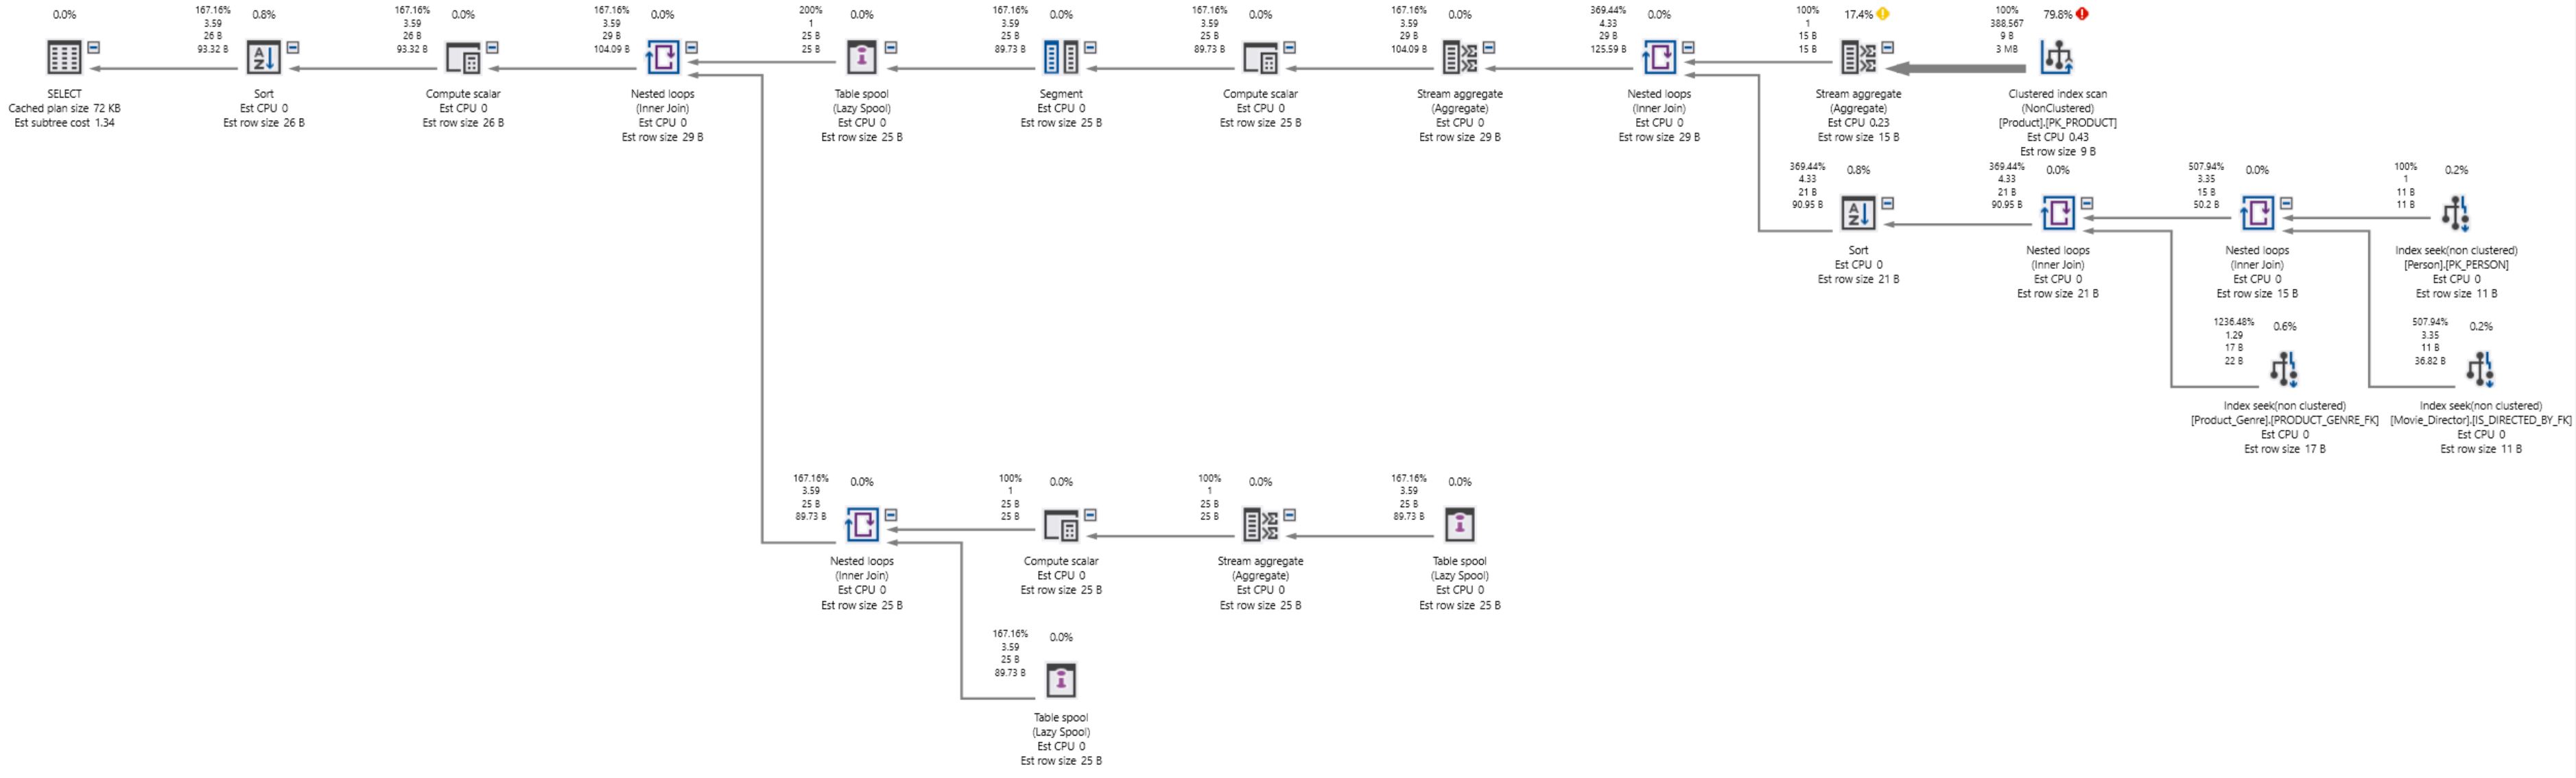 0.0%
SELECT
Cached plan size 72 KB
Est subtree cost 1.34
167.16%
3.59
26 B
93.32 B
0.8%
Sort
Est CPU 0
Est row size 26 B
167.16%
3.59
26 B
93.32 B
0.0%
Compute scalar
Est CPU 0
Est row size 26 B
167.16%
3.59
29 B
104.09 B
0.0%
Nested loops
(Inner Join)
Est CPU 0
Est row size 29 B
200%
1
25 B
25 B
0.0%
Table spool
(Lazy Spool)
Est CPU 0
Est row size 25 B
167.16%
3.59
25 B
89.73 B
0.0%
Segment
Est CPU 0
Est row size 25 B
167.16%
3.59
25 B
89.73 B
0.0%
Compute scalar
Est CPU 0
Est row size 25 B
167.16%
3.59
29 B
104.09 B
0.0%
Stream aggregate
(Aggregate)
Est CPU 0
Est row size 29 B
369.44%
4.33
29 B
125.59 B
0.0%
Nested loops
(Inner Join)
Est CPU 0
Est row size 29 B
100%
1
15 B
15 B
17.4%
Stream aggregate
(Aggregate)
Est CPU 0.23
Est row size 15 B
100%
388,567
9 B
3 MB
79.8%
Clustered index scan
(NonClustered)
[Product].[PK_PRODUCT]
Est CPU 0.43
Est row size 9 B
369.44%
4.33
21 B
90.95 B
0.8%
Sort
Est CPU 0
Est row size 21 B
369.44%
4.33
21 B
90.95 B
0.0%
Nested loops
(Inner Join)
Est CPU 0
Est row size 21 B
507.94%
3.35
15 B
50.2 B
0.0%
Nested loops
(Inner Join)
Est CPU 0
Est row size 15 B
100%
1
11 B
11 B
0.2%
Index seek(non clustered)
[Person].[PK_PERSON]
Est CPU 0
Est row size 11 B
1236.48%
1.29
17 B
22 B
0.6%
Index seek(non clustered)
[Product_Genre].[PRODUCT_GENRE_FK]
Est CPU 0
Est row size 17 B
507.94%
3.35
11 B
36.82 B
0.2%
Index seek(non clustered)
[Movie_Director].[IS_DIRECTED_BY_FK]
Est CPU 0
Est row size 11 B
167.16%
3.59
25 B
89.73 B
0.0%
Nested loops
(Inner Join)
Est CPU 0
Est row size 25 B
100%
1
25 B
25 B
0.0%
Compute scalar
Est CPU 0
Est row size 25 B
100%
1
25 B
25 B
0.0%
Stream aggregate
(Aggregate)
Est CPU 0
Est row size 25 B
167.16%
3.59
25 B
89.73 B
0.0%
Table spool
(Lazy Spool)
Est CPU 0
Est row size 25 B
167.16%
3.59
25 B
89.73 B
0.0%
Table spool
(Lazy Spool)
Est CPU 0
Est row size 25 B